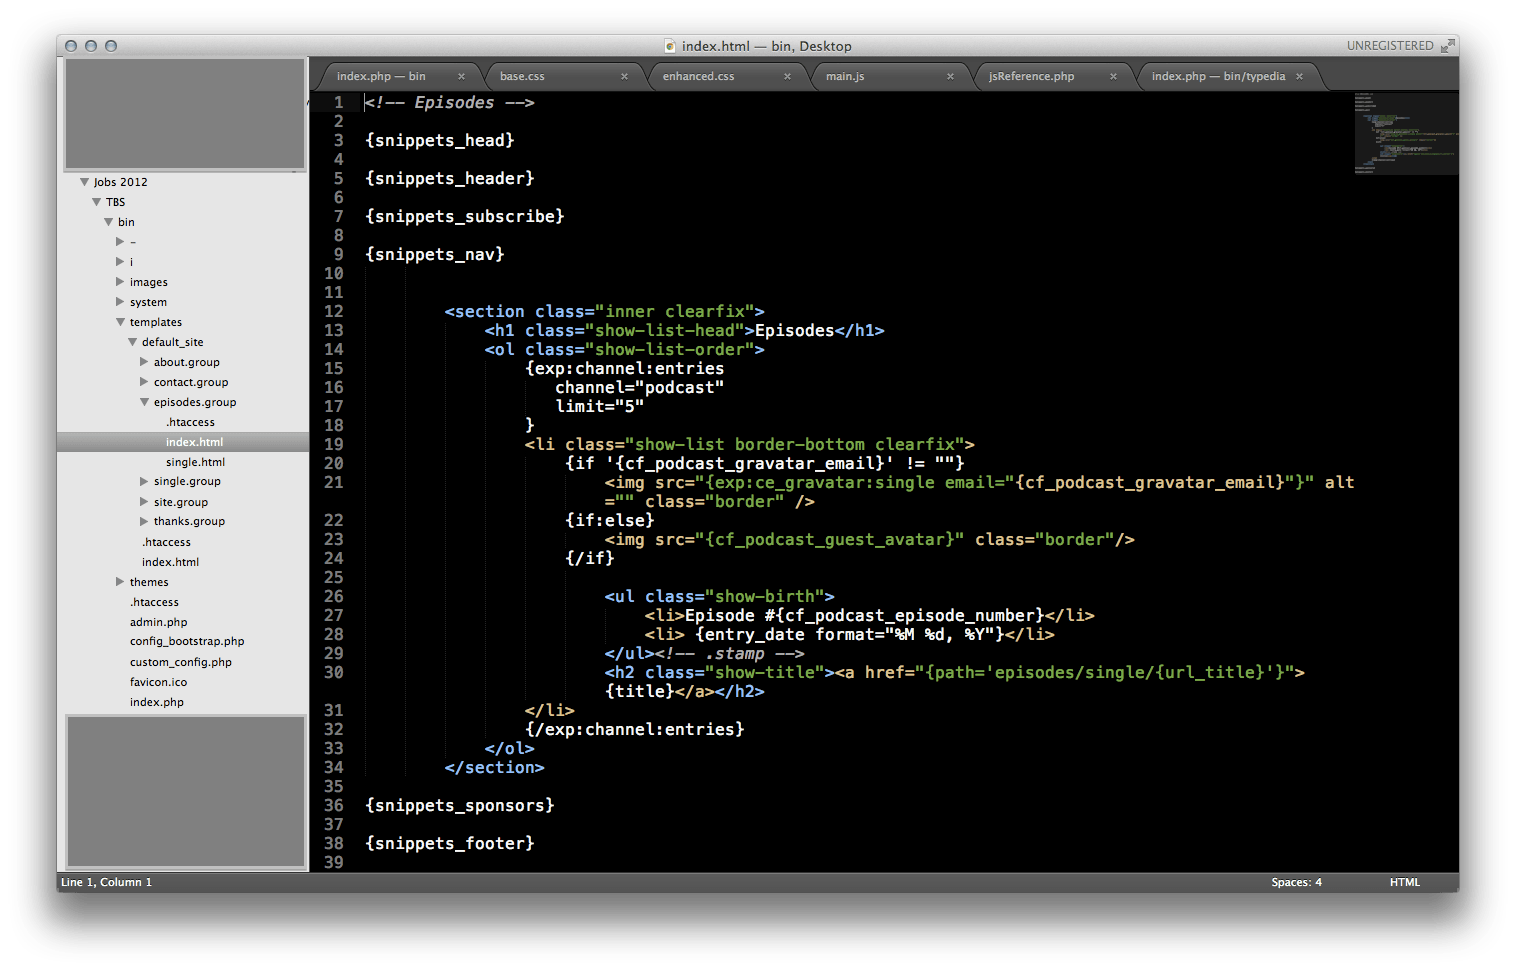 index.html — bin, Desktop
UNREGISTERED
index.php — bin × base.css × enhanced.css × main.js × jsReference.php × index.php — bin/typedia ×
Jobs 2012
TBS
bin
–
i
images
system
templates
default_site
about.group
contact.group
episodes.group
.htaccess
index.html
single.html
single.group
site.group
thanks.group
.htaccess
index.html
themes
.htaccess
admin.php
config_bootstrap.php
custom_config.php
favicon.ico
index.php
1 <!-- Episodes -->
2
3 {snippets_head}
4
5 {snippets_header}
6
7 {snippets_subscribe}
8
9 {snippets_nav}
10
11
12 <section class="inner clearfix">
13 <h1 class="show-list-head">Episodes</h1>
14 <ol class="show-list-order">
15 {exp:channel:entries
16 channel="podcast"
17 limit="5"
18 }
19 <li class="show-list border-bottom clearfix">
20 {if '{cf_podcast_gravatar_email}' != ""}
21 <img src="{exp:ce_gravatar:single email="{cf_podcast_gravatar_email}"}" alt
="" class="border" />
22 {if:else}
23 <img src="{cf_podcast_guest_avatar}" class="border"/>
24 {/if}
25
26 <ul class="show-birth">
27 <li>Episode #{cf_podcast_episode_number}</li>
28 <li> {entry_date format="%M %d, %Y"}</li>
29 </ul><!-- .stamp -->
30 <h2 class="show-title"><a href="{path='episodes/single/{url_title}'}">
{title}</a></h2>
31 </li>
32 {/exp:channel:entries}
33 </ol>
34 </section>
35
36 {snippets_sponsors}
37
38 {snippets_footer}
39
Line 1, Column 1
Spaces: 4
HTML